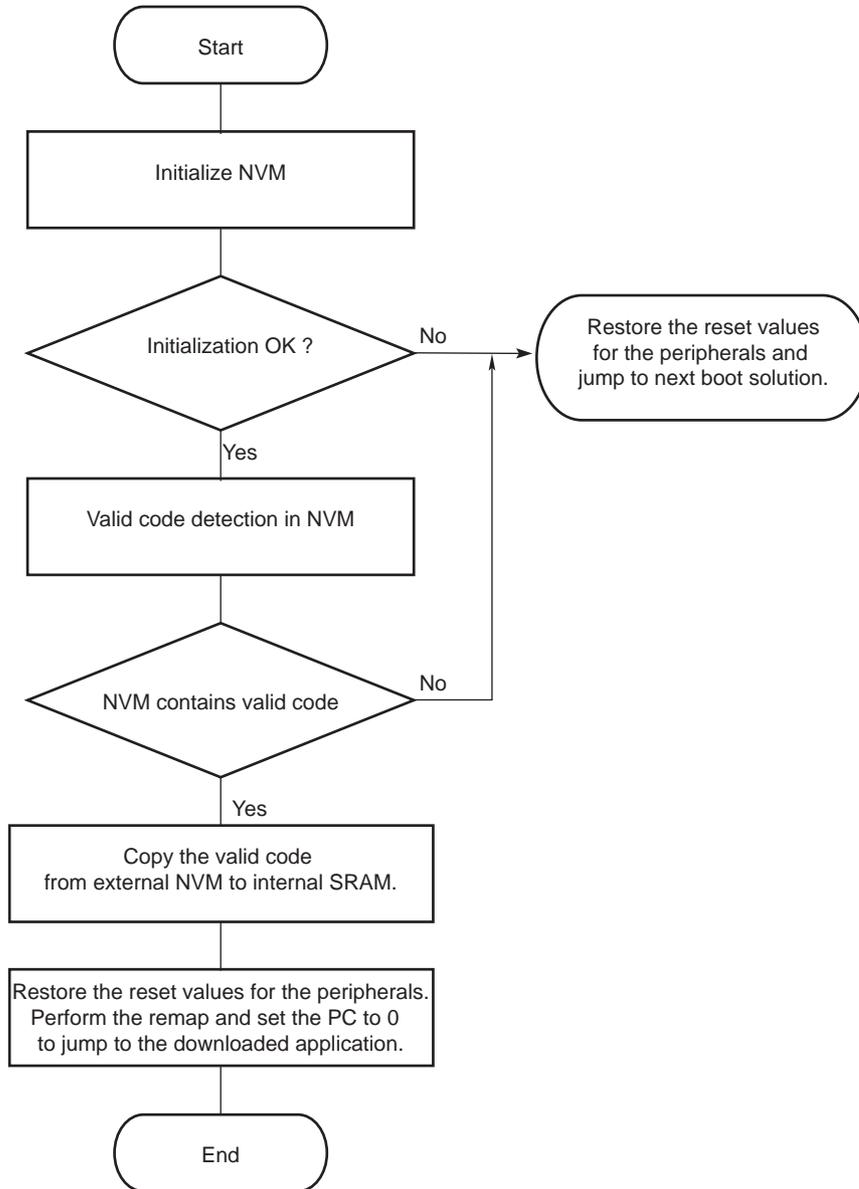 Start
Initialize NVM
Initialization OK ?
No
Restore the reset values
for the peripherals and
jump to next boot solution.
Yes
Valid code detection in NVM
NVM contains valid code
No
Yes
Copy the valid code
from external NVM to internal SRAM.
Restore the reset values for the peripherals.
Perform the remap and set the PC to 0
to jump to the downloaded application.
End